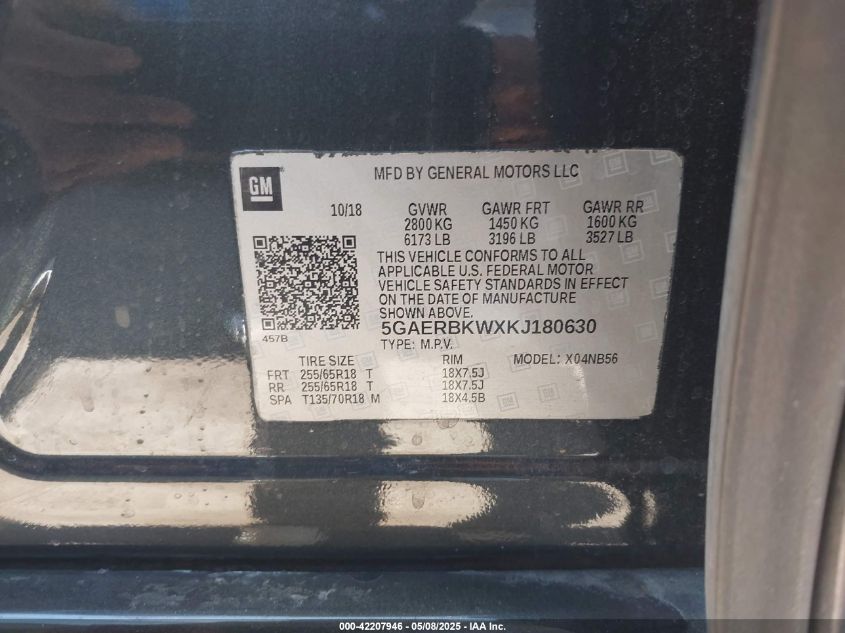 GM
MFD BY GENERAL MOTORS LLC
10/18 GVWR GAWR FRT GAWR RR
2800 KG 1450 KG 1600 KG
6173 LB 3196 LB 3527 LB
THIS VEHICLE CONFORMS TO ALL
APPLICABLE U.S. FEDERAL MOTOR
VEHICLE SAFETY STANDARDS IN EFFECT
ON THE DATE OF MANUFACTURE
SHOWN ABOVE.
5GAERBKWXKJ180630
457B
TYPE: M.P.V. MODEL: X04NB56
TIRE SIZE RIM
FRT 255/65R18 T 18X7.5J
RR 255/65R18 T 18X7.5J
SPA T135/70R18 M 18X4.5B
000-42207946 - 05/08/2025 - IAA Inc.